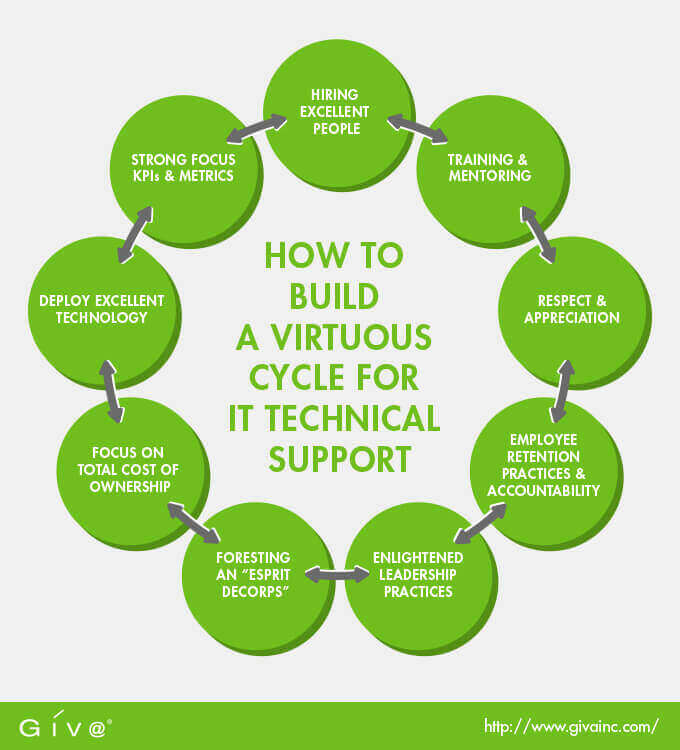 HIRING
EXCELLENT
PEOPLE
TRAINING &
MENTORING
RESPECT &
APPRECIATION
EMPLOYEE
RETENTION
PRACTICES &
ACCOUNTABILITY
ENLIGHTENED
LEADERSHIP
PRACTICES
FORESTING
AN “ESPRIT
DECORPS”
FOCUS ON
TOTAL COST OF
OWNERSHIP
DEPLOY EXCELLENT
TECHNOLOGY
STRONG FOCUS
KPIs & METRICS
HOW TO
BUILD
A VIRTUOUS
CYCLE FOR
IT TECHNICAL
SUPPORT
Gív@®
http://www.givainc.com/